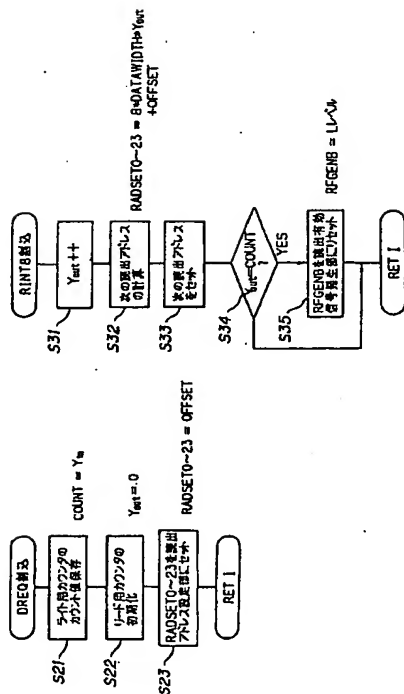 DREQ割込
S21
ライト用カウンタの
カウント値保存
COUNT = Yin
S22
リード用カウンタの
初期化
Yout = 0
S23
RADSET0~23を読出
アドレス設定部にセット
RADSET0~23 = OFFSET
RET I
RINT8割込
S31
Yout++
S32
次の読出アドレス
の計算
RADSET0~23 = 8*DATAWIDTH*Yout
+OFFSET
S33
次の読出アドレス
をセット
S34
Yout=COUNT
?
YES
S35
RFGEN8を読出有効
信号発生部にリセット
RFGEN8 = Lレベル
RET I